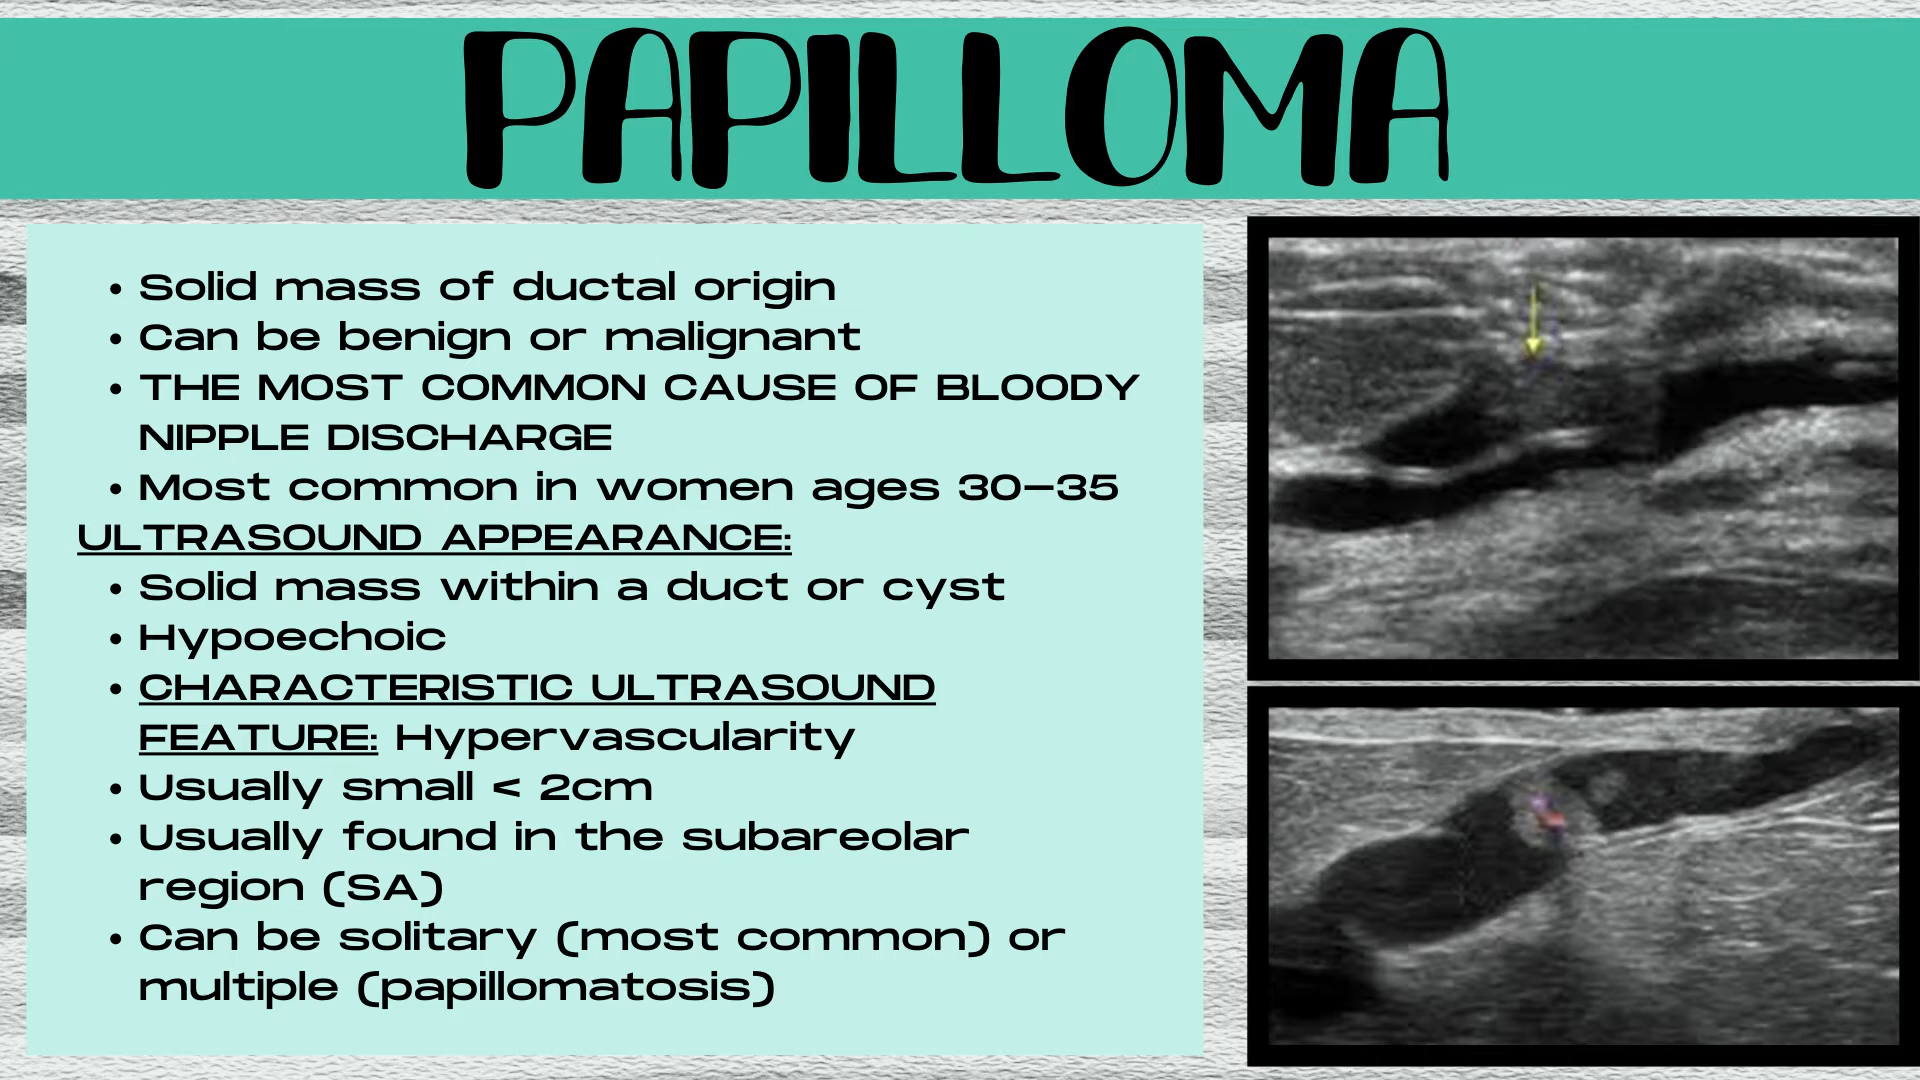 PAPILLOMA
• Solid mass of ductal origin
• Can be benign or malignant
• THE MOST COMMON CAUSE OF BLOODY
NIPPLE DISCHARGE
• Most common in women ages 30-35
ULTRASOUND APPEARANCE:
• Solid mass within a duct or cyst
• Hypoechoic
• CHARACTERISTIC ULTRASOUND
FEATURE: Hypervascularity
• Usually small < 2cm
• Usually found in the subareolar
region (SA)
• Can be solitary (most common) or
multiple (papillomatosis)